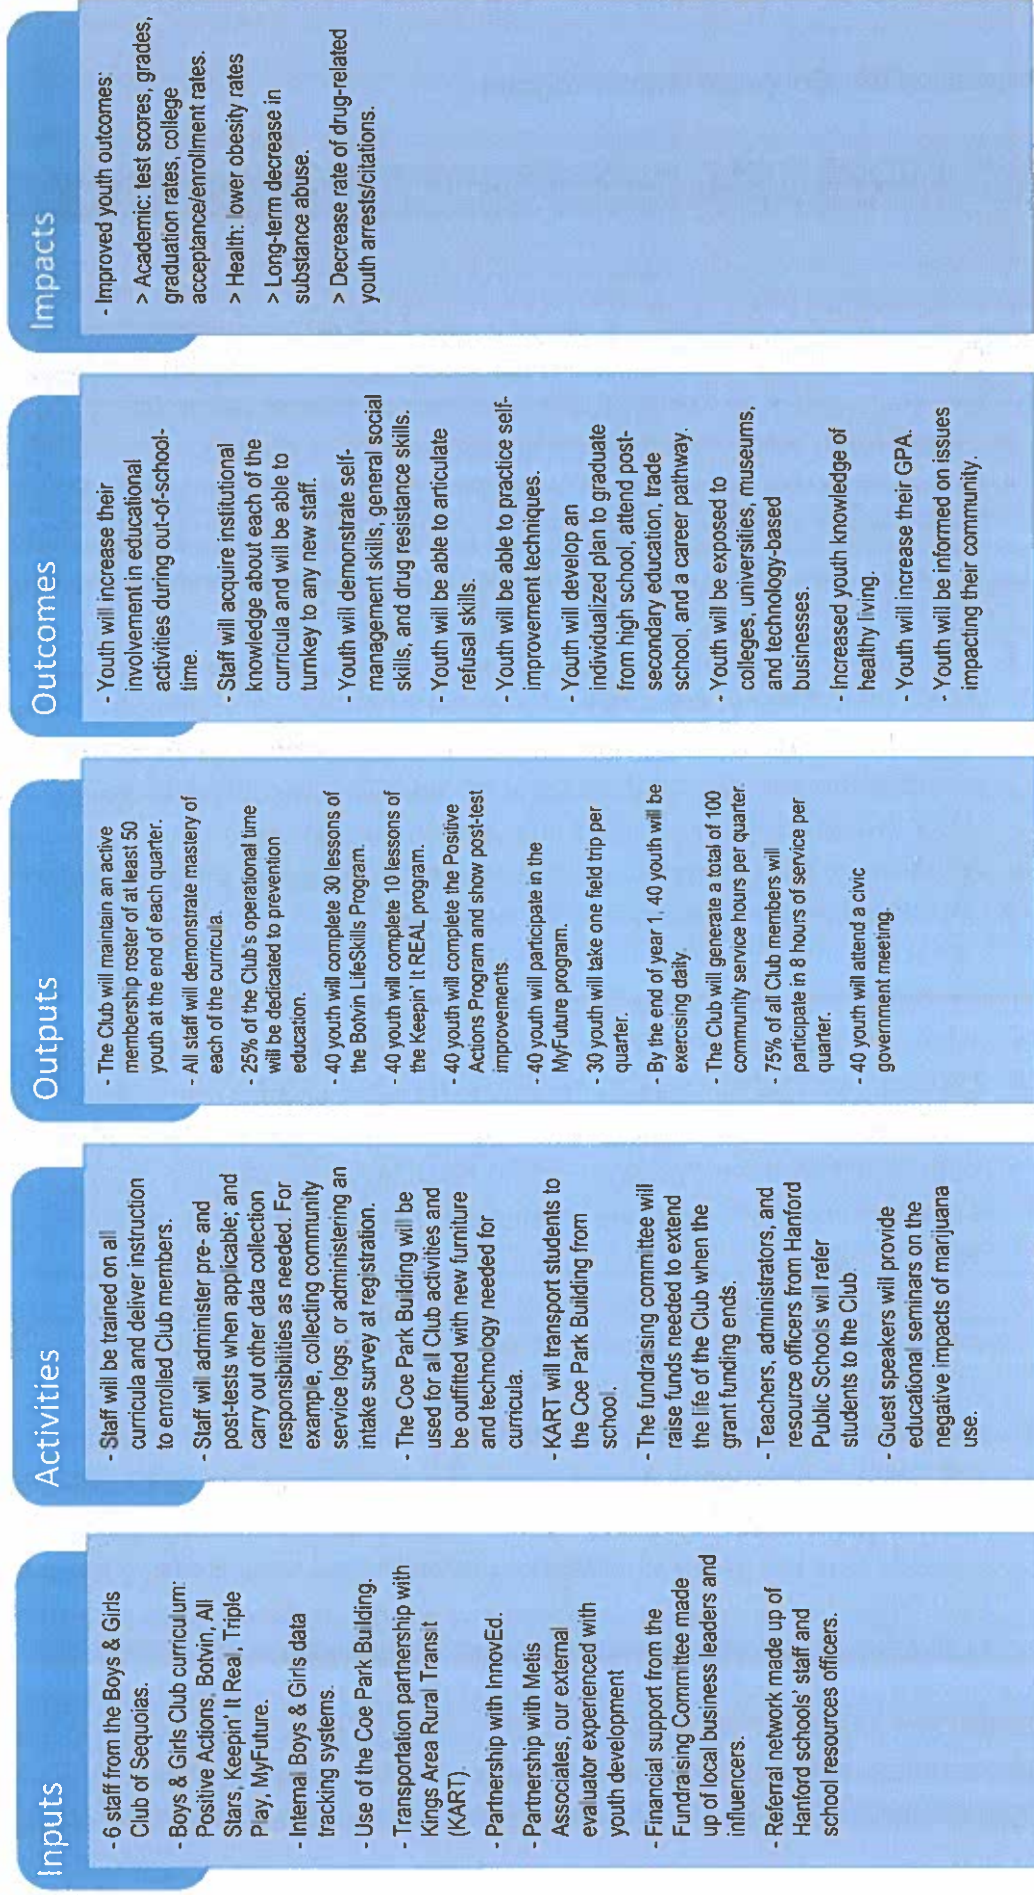 Inputs
- 6 staff from the Boys & Girls
Club of Sequoias.
- Boys & Girls Club curriculum:
Positive Actions, Botvin, All
Stars, Keepin' It Real, Triple
Play, MyFuture.
- Internal Boys & Girls data
tracking systems.
- Use of the Coe Park Building.
- Transportation partnership with
Kings Area Rural Transit
(KART)
- Partnership with InnvEd.
- Partnership with Metis
Associates, our external
evaluator experienced with
youth development
- Financial support from the
Fundraising Committee made
up of local business leaders and
influencers.
- Referral network made up of
Hanford schools' staff and
school resources officers.
Activities
- Staff will be trained on all
curricula and deliver instruction
to enrolled Club members.
- Staff will administer pre- and
post-tests when applicable; and
carry out other data collection
responsibilities as needed. For
example, collecting community
service logs, or administering an
intake survey at registration.
- The Coe Park Building will be
used for all Club activities and
be outfitted with new furniture
and technology needed for
curricula.
- KART will transport students to
the Coe Park Building from
school.
- The fundraising committee will
raise funds needed to extend
the life of the Club when the
grant funding ends
- Teachers, administrators, and
resource officers from Hanford
Public Schools will refer
students to the Club
- Guest speakers will provide
educational seminars on the
negative impacts of marijuana
use.
Outputs
- The Club will maintain an active
membership roster of at least 50
youth at the end of each quarter.
- All staff will demonstrate mastery of
each of the curricula.
- 25% of the Club's operational time
will be dedicated to prevention
education.
- 40 youth will complete 30 lessons of
the Botvin LifeSkills Program.
- 40 youth will complete 10 lessons of
the Keepin' It REAL program.
- 40 youth will complete the Positive
Actions Program and show post-test
improvements
- 40 youth will participate in the
MyFuture program.
- 30 youth will take one field trip per
quarter.
- By the end of year 1, 40 youth will be
exercising daily.
- The Club will generate a total of 100
community service hours per quarter.
- 75% of all Club members will
participate in 8 hours of service per
quarter.
- 40 youth will attend a civic
government meeting.
Outcomes
- Youth will increase their
involvement in educational
activities during out-of-school-
time.
- Staff will acquire institutional
knowledge about each of the
curricula and will be able to
turkey to any new staff.
- Youth will demonstrate self-
management skills, general social
skills, and drug resistance skills.
- Youth will be able to articulate
refusal skills.
- Youth will be able to practice self-
improvement techniques.
- Youth will develop an
individualized plan to graduate
from high school, attend post-
secondary education, trade
school, and a career pathway.
- Youth will be exposed to
colleges, universities, museums,
and technology-based
businesses.
- Increased youth knowledge of
healthy living.
- Youth will increase their GPA.
- Youth will be informed on issues
impacting their community.
Impacts
- Improved youth outcomes:
> Academic: test scores, grades,
graduation rates, college
acceptance/enrollment rates.
> Health: lower obesity rates
> Long-term decrease in
substance abuse.
> Decrease rate of drug-related
youth arrests/citations.